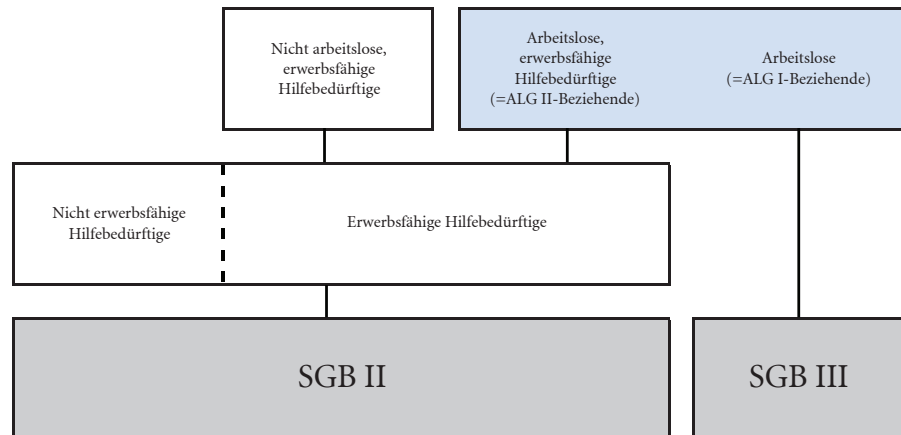 Nicht arbeitslose,
erwerbsfähige
Hilfebedürftige
Arbeitslose,
erwerbsfähige
Hilfebedürftige
(=ALG II-Beziehende)
Arbeitslose
(=ALG I-Beziehende)
Nicht erwerbsfähige
Hilfebedürftige
Erwerbsfähige Hilfebedürftige
SGB II
SGB III